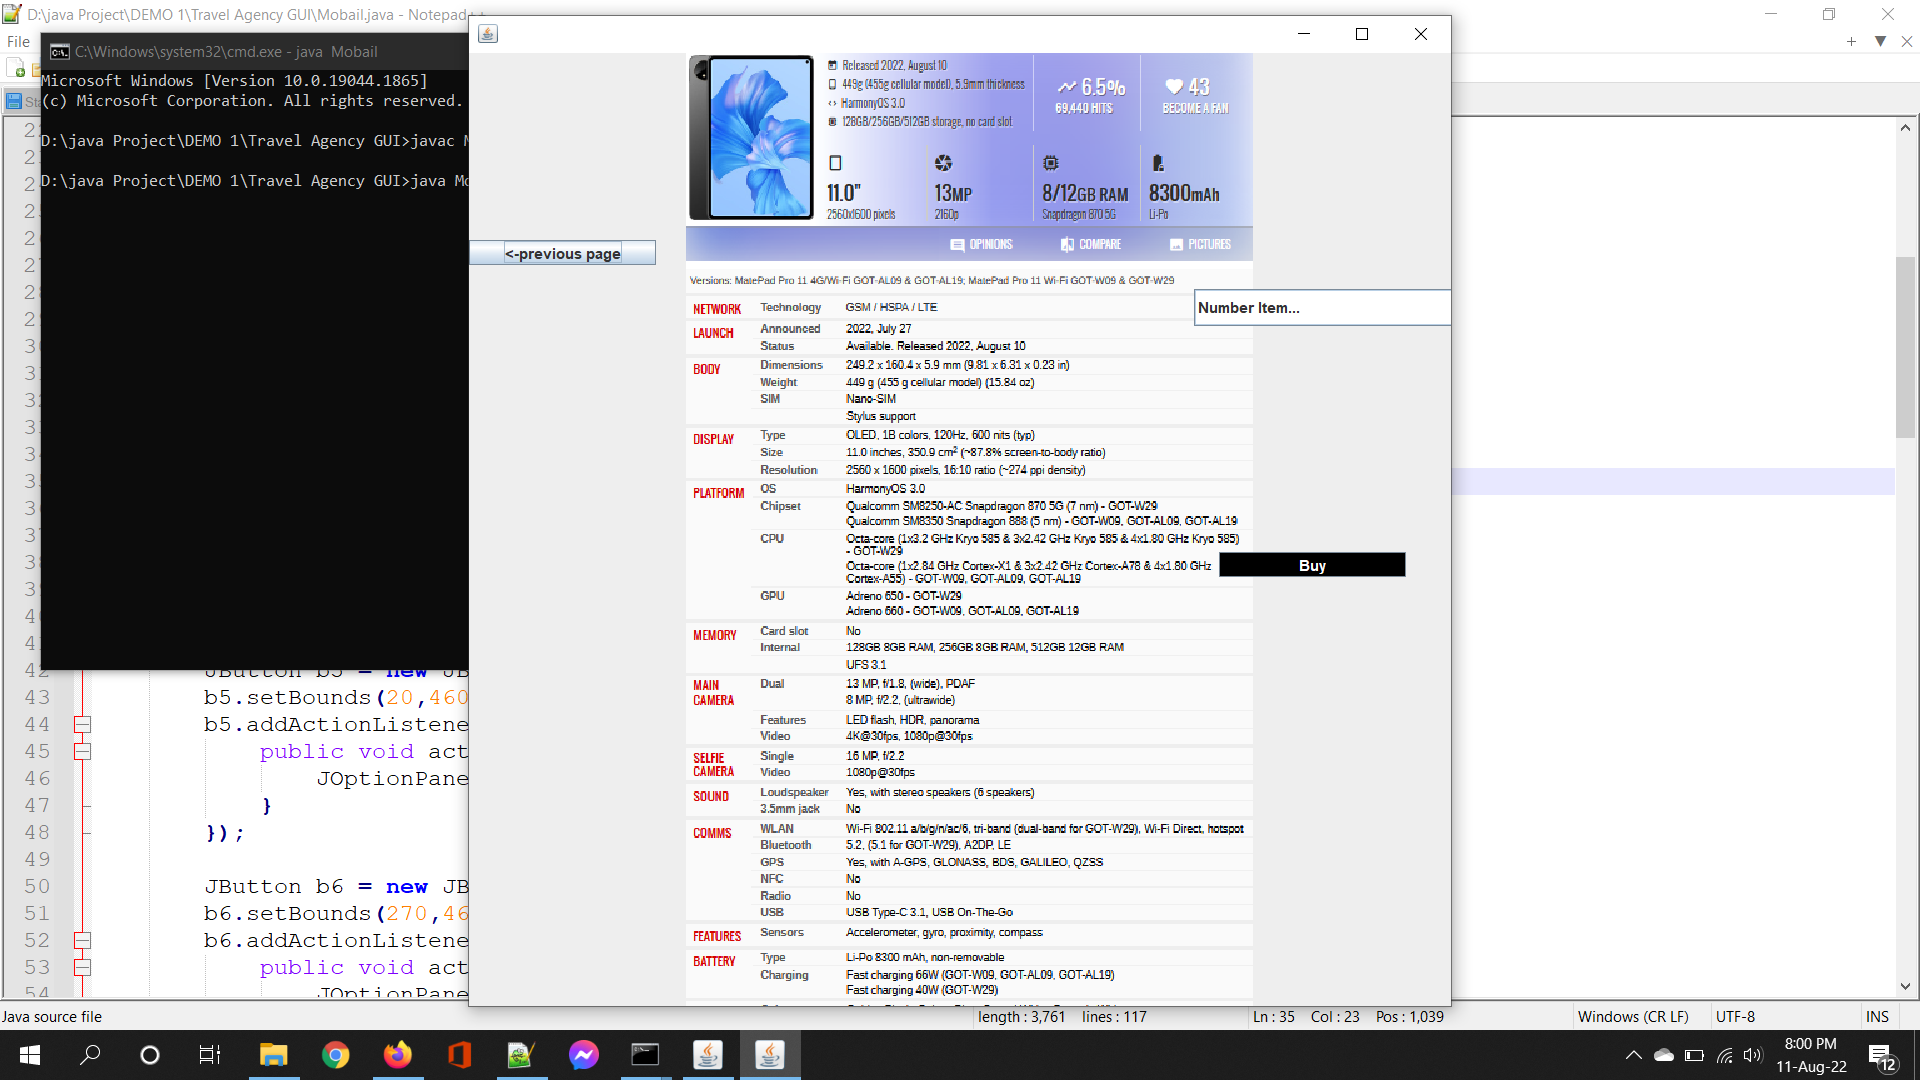 D:\java Project\DEMO 1\Travel Agency GUI\Mobail.java - Notepad++
File
C:\Windows\system32\cmd.exe - java  Mobail
Microsoft Windows [Version 10.0.19044.1865]
(c) Microsoft Corporation. All rights reserved.
D:\java Project\DEMO 1\Travel Agency GUI>javac M
D:\java Project\DEMO 1\Travel Agency GUI>java Mo
Released 2022, August 10
449g (455g cellular model), 5.9mm thickness
HarmonyOS 3.0
128GB/256GB/512GB storage, no card slot
6.5%
69,440 HITS
43
BECOME A FAN
11.0"
2560x1600 pixels
13MP
2160p
8/12GB RAM
Snapdragon 870 5G
8300mAh
Li-Po
OPINIONS
COMPARE
PICTURES
<-previous page
Versions: MatePad Pro 11 4G/Wi-Fi GOT-AL09 & GOT-AL19; MatePad Pro 11 Wi-Fi GOT-W09 & GOT-W29
Number Item...
NETWORK Technology GSM / HSPA / LTE
LAUNCH Announced 2022, July 27
Status Available. Released 2022, August 10
BODY Dimensions 249.2 x 160.4 x 5.9 mm (9.81 x 6.31 x 0.23 in)
Weight 449 g (455 g cellular model) (15.84 oz)
SIM Nano-SIM
Stylus support
DISPLAY Type OLED, 1B colors, 120Hz, 600 nits (typ)
Size 11.0 inches, 350.9 cm² (~87.8% screen-to-body ratio)
Resolution 2560 x 1600 pixels, 16:10 ratio (~274 ppi density)
PLATFORM OS HarmonyOS 3.0
Chipset Qualcomm SM8250-AC Snapdragon 870 5G (7 nm) - GOT-W29
Qualcomm SM8350 Snapdragon 888 (5 nm) - GOT-W09, GOT-AL09, GOT-AL19
CPU Octa-core (1x3.2 GHz Kryo 585 & 3x2.42 GHz Kryo 585 & 4x1.80 GHz Kryo 585)
- GOT-W29
Octa-core (1x2.84 GHz Cortex-X1 & 3x2.42 GHz Cortex-A78 & 4x1.80 GHz
Cortex-A55) - GOT-W09, GOT-AL09, GOT-AL19
Buy
GPU Adreno 650 - GOT-W29
Adreno 660 - GOT-W09, GOT-AL09, GOT-AL19
MEMORY Card slot No
Internal 128GB 8GB RAM, 256GB 8GB RAM, 512GB 12GB RAM
UFS 3.1
MAIN CAMERA Dual 13 MP, f/1.8, (wide), PDAF
8 MP, f/2.2, (ultrawide)
Features LED flash, HDR, panorama
Video 4K@30fps, 1080p@30fps
SELFIE CAMERA Single 16 MP, f/2.2
Video 1080p@30fps
SOUND Loudspeaker Yes, with stereo speakers (6 speakers)
3.5mm jack No
COMMS WLAN Wi-Fi 802.11 a/b/g/n/ac/6, tri-band (dual-band for GOT-W29), Wi-Fi Direct, hotspot
Bluetooth 5.2, (5.1 for GOT-W29), A2DP, LE
GPS Yes, with A-GPS, GLONASS, BDS, GALILEO, QZSS
NFC No
Radio No
USB USB Type-C 3.1, USB On-The-Go
FEATURES Sensors Accelerometer, gyro, proximity, compass
BATTERY Type Li-Po 8300 mAh, non-removable
Charging Fast charging 66W (GOT-W09, GOT-AL09, GOT-AL19)
Fast charging 40W (GOT-W29)
42 JButton b5 = new JB
43 b5.setBounds(20,460
44 b5.addActionListene
45 public void act
46 JOptionPane
47 }
48 });
49
50 JButton b6 = new JB
51 b6.setBounds(270,46
52 b6.addActionListene
53 public void act
54 JOptionPane
Java source file
length : 3,761 lines : 117
Ln : 35 Col : 23 Pos : 1,039
Windows (CR LF)
UTF-8
INS
8:00 PM
11-Aug-22
12